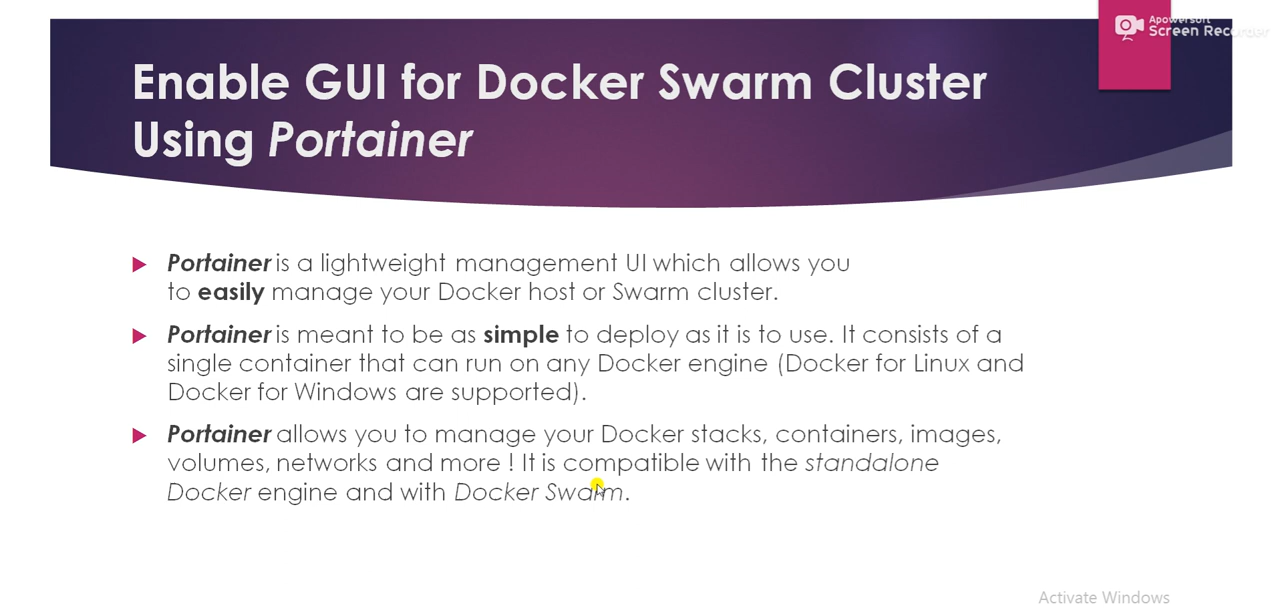 Apowersoft
Screen Recorder
Enable GUI for Docker Swarm Cluster
Using Portainer
Portainer is a lightweight management UI which allows you
to easily manage your Docker host or Swarm cluster.
Portainer is meant to be as simple to deploy as it is to use. It consists of a
single container that can run on any Docker engine (Docker for Linux and
Docker for Windows are supported).
Portainer allows you to manage your Docker stacks, containers, images,
volumes, networks and more ! It is compatible with the standalone
Docker engine and with Docker Swarm.
Activate Windows